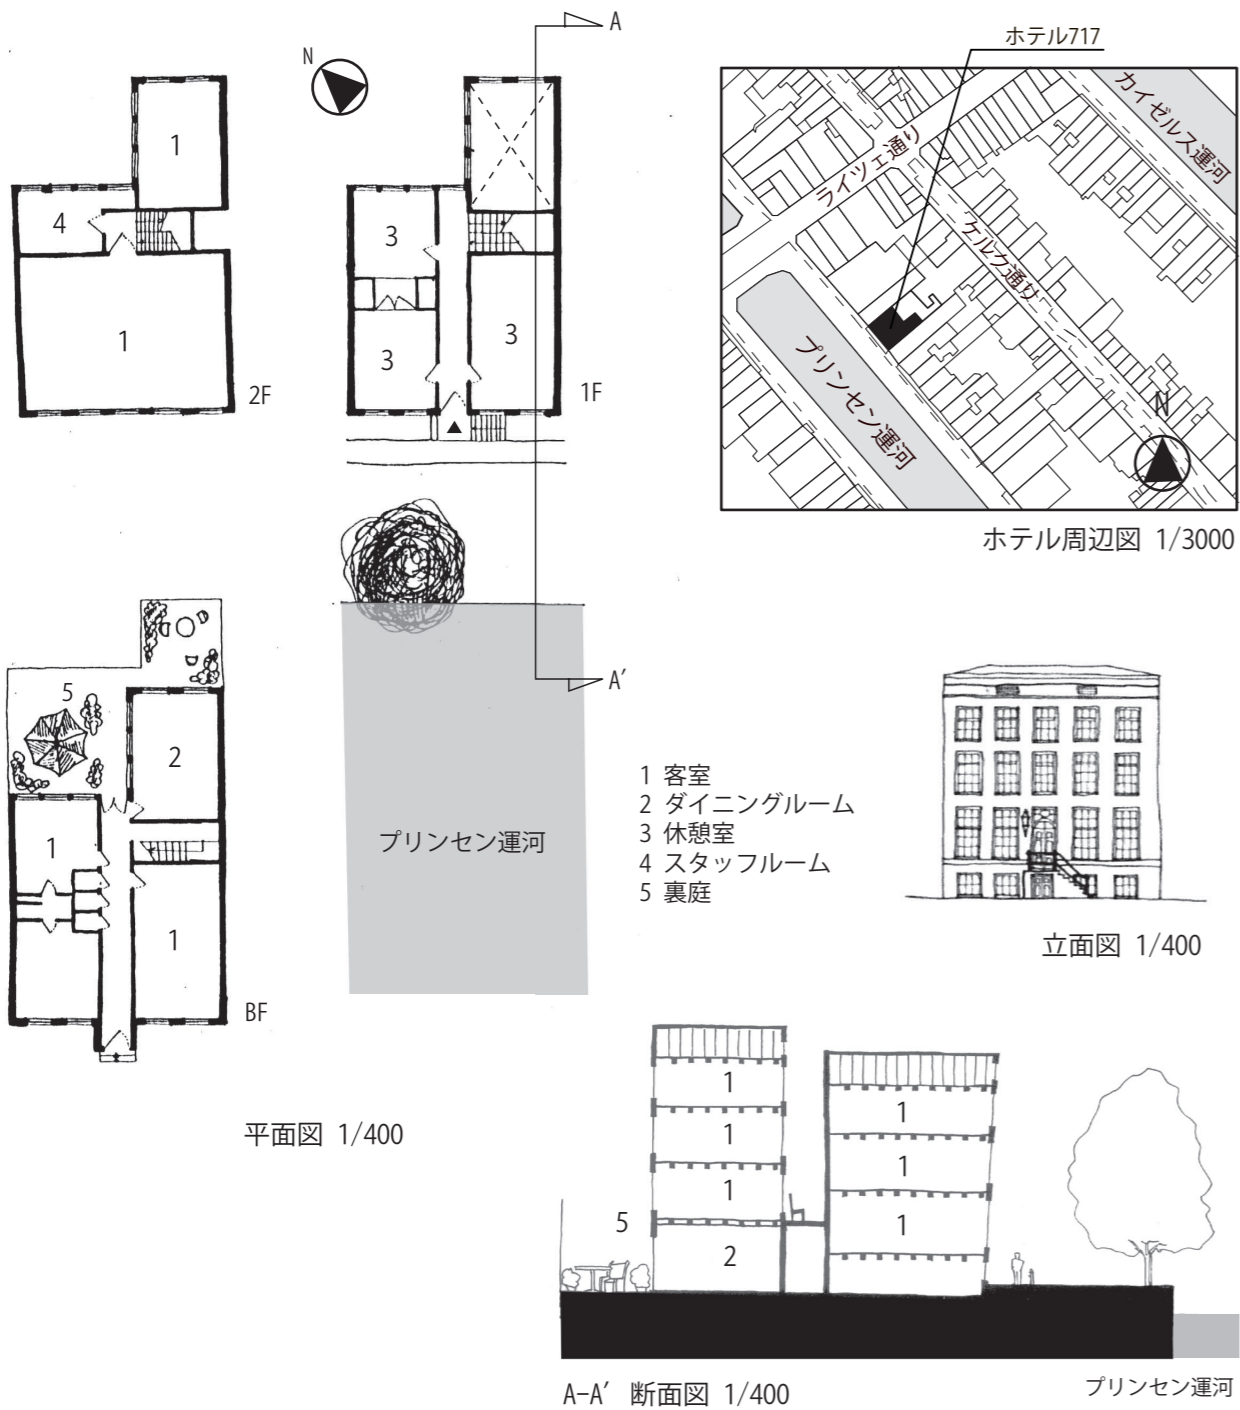 A
N
1
4
1
2F
3
3
3
1F
A′
ホテル717
カイゼルス運河
ライツェ通り
ケルク通り
プリンセン運河
N
ホテル周辺図 1/3000
5
2
1
1
BF
平面図 1/400
プリンセン運河
1 客室
2 ダイニングルーム
3 休憩室
4 スタッフルーム
5 裏庭
立面図 1/400
1
1
1
5
2
1
1
1
A-A′ 断面図 1/400
プリンセン運河